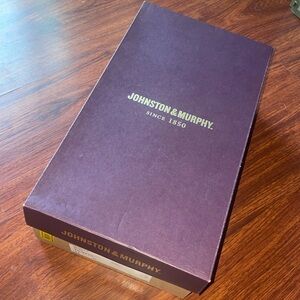 JOHNSTON & MURPHY.
SINCE 1850
JOHNSTON & MURPHY